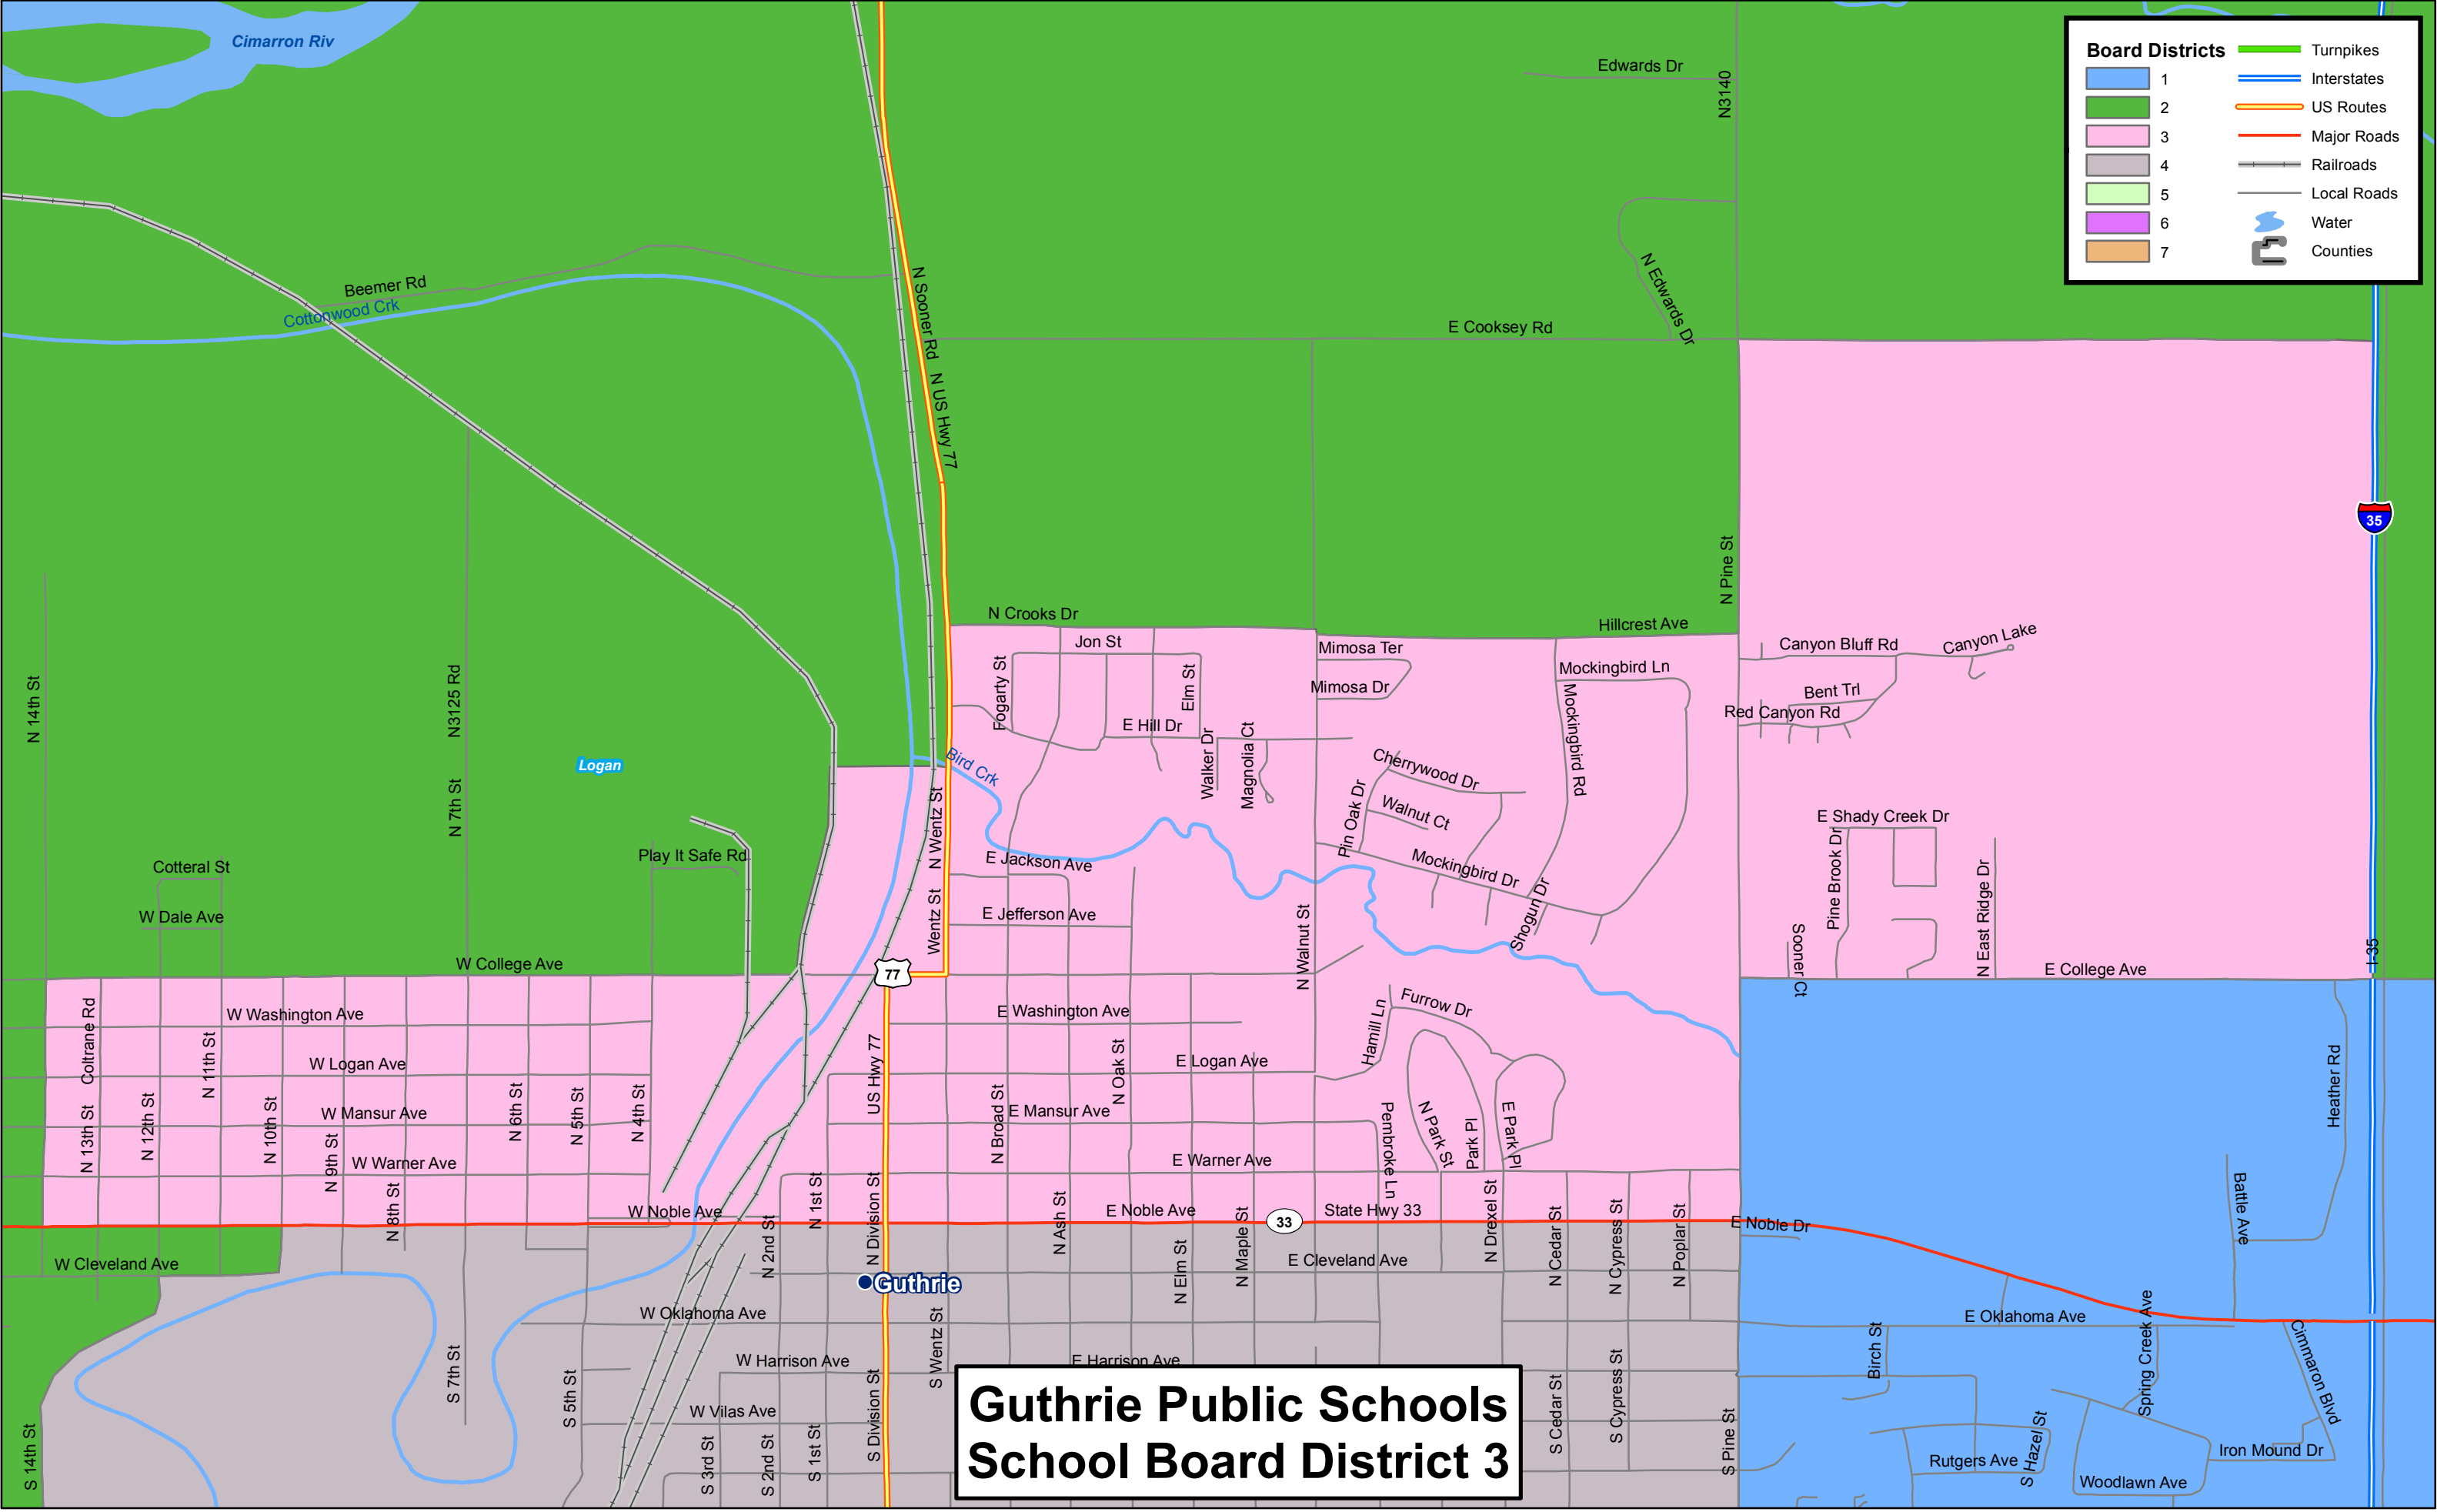 Cimarron Riv
Edwards Dr
N3140
Board Districts
1
2
3
4
5
6
7
Turnpikes
Interstates
US Routes
Major Roads
Railroads
Local Roads
Water
Counties
Beemer Rd
Cottonwood Crk
N Sooner Rd
N US Hwy 77
N Edwards Dr
E Cooksey Rd
35
N Pine St
N Crooks Dr
Hillcrest Ave
Jon St
Mimosa Ter
Mimosa Dr
Mockingbird Ln
Canyon Bluff Rd
Canyon Lake
Bent Trl
Red Canyon Rd
N 14th St
N3125 Rd
N 7th St
Logan
Fogarty St
Elm St
E Hill Dr
Walker Dr
Magnolia Ct
Mockingbird Rd
Bird Crk
Cherrywood Dr
Walnut Ct
Pin Oak Dr
Mockingbird Dr
Shogun Dr
N Wentz St
Wentz St
E Shady Creek Dr
Pine Brook Dr
N East Ridge Dr
Sooner Ct
Cotteral St
W Dale Ave
Play It Safe Rd
E Jackson Ave
E Jefferson Ave
N Walnut St
W College Ave
77
E College Ave
I-35
Coltrane Rd
W Washington Ave
E Washington Ave
Hamill Ln
Furrow Dr
N 11th St
W Logan Ave
US Hwy 77
N Oak St
E Logan Ave
Heather Rd
N 13th St
N 12th St
N 10th St
W Mansur Ave
N 6th St
N 5th St
N 4th St
N Broad St
E Mansur Ave
Pembroke Ln
N Park St
Park Pl
E Park Pl
N 9th St
W Warner Ave
E Warner Ave
N 8th St
W Noble Ave
N 2nd St
N 1st St
N Division St
N Ash St
E Noble Ave
N Maple St
33
State Hwy 33
N Drexel St
N Cedar St
N Cypress St
N Poplar St
E Noble Dr
Battle Ave
W Cleveland Ave
E Cleveland Ave
N Elm St
Guthrie
W Oklahoma Ave
E Oklahoma Ave
S Wentz St
W Harrison Ave
E Harrison Ave
Birch St
Spring Creek Ave
Cimmaron Blvd
S 14th St
S 7th St
S 5th St
W Vilas Ave
S 3rd St
S 2nd St
S 1st St
S Division St
S Cedar St
S Cypress St
S Pine St
Rutgers Ave
S Hazel St
Woodlawn Ave
Iron Mound Dr
Guthrie Public Schools
School Board District 3